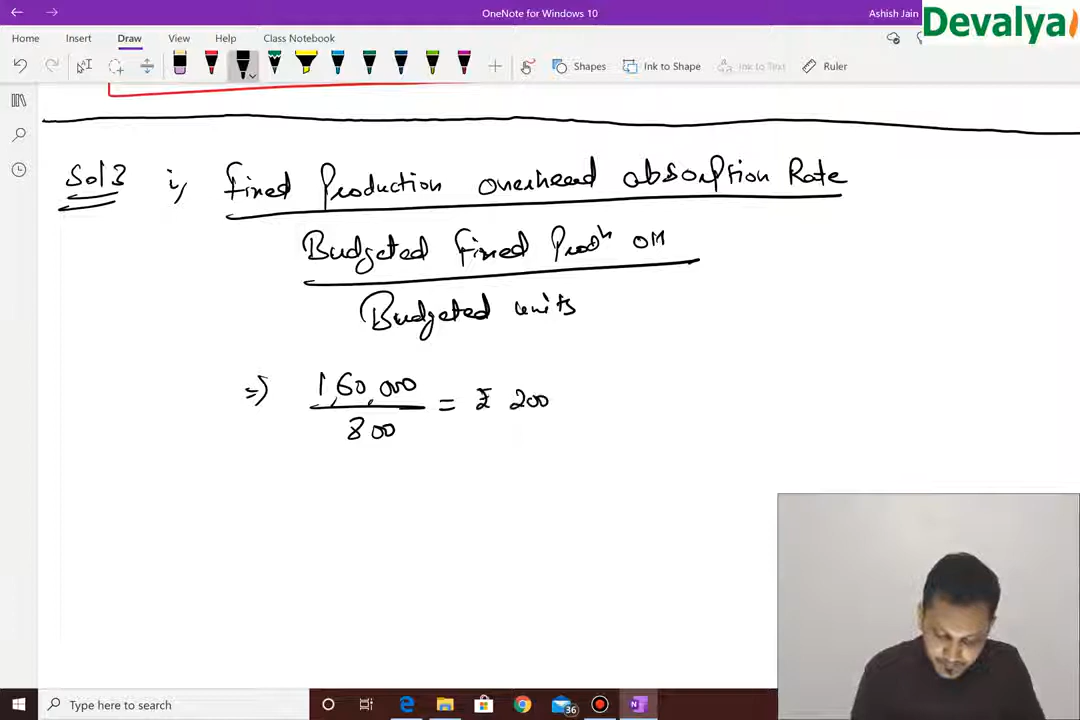 OneNote for Windows 10
Ashish Jain
Devalya
Home Insert Draw View Help Class Notebook
Shapes Ink to Shape Ink to Text Ruler
Sol 3 i, Fixed Production overhead absorption Rate
Budgeted Fixed Prodn OH
Budgeted units
=> 1,60,000 = ₹ 200
800
Type here to search
36